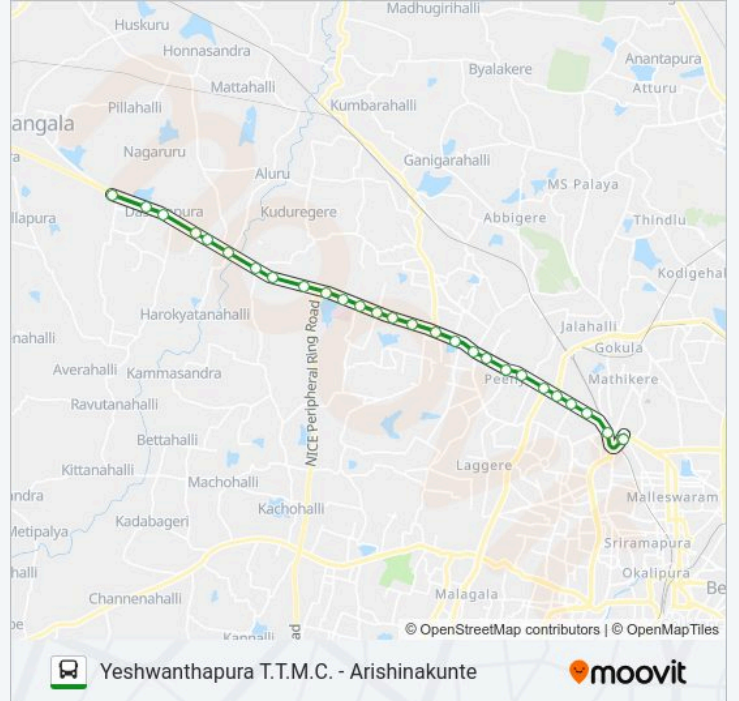 Madhugirihalli
Huskuru
Honnasandra
Anantapura
Byalakere
Atturu
Mattahalli
Pillahalli
Kumbarahalli
angala
Nagaruru
Ganigarahalli
Aluru
MS Palaya
Kuduregere
Abbigere
Thindlu
llapura
Kodigehal
Harokyatanahalli
Jalahalli
nahalli
Gokula
NICE Peripheral Ring Road
Averahalli
Kammasandra
Mathikere
Peeny
Ravutanahalli
Bettahalli
Laggere
Kittanahalli
Machohalli
Malleswaram
ndra
Kachohalli
Kadabageri
Metipalya
Sriramapura
halli
Okalipura
Channenahalli
Malagala
Be
© OpenStreetMap contributors | © OpenMapTiles
Yeshwanthapura T.T.M.C. - Arishinakunte
moovit